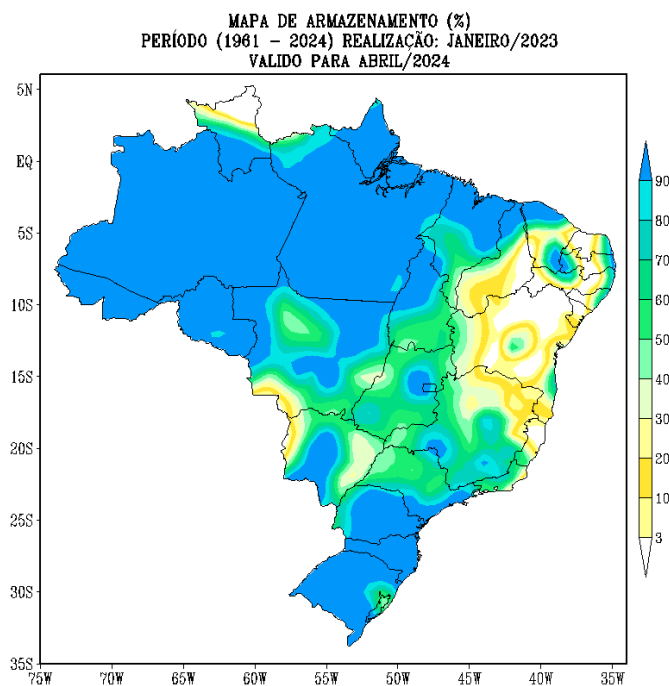 MAPA DE ARMAZENAMENTO (%)
PERÍODO (1961 – 2024) REALIZAÇÃO: JANEIRO/2023
VALIDO PARA ABRIL/2024
5N
EQ
5S
10S
15S
20S
25S
30S
35S
75W 70W 65W 60W 55W 50W 45W 40W 35W
90
80
70
60
50
40
30
20
10
3